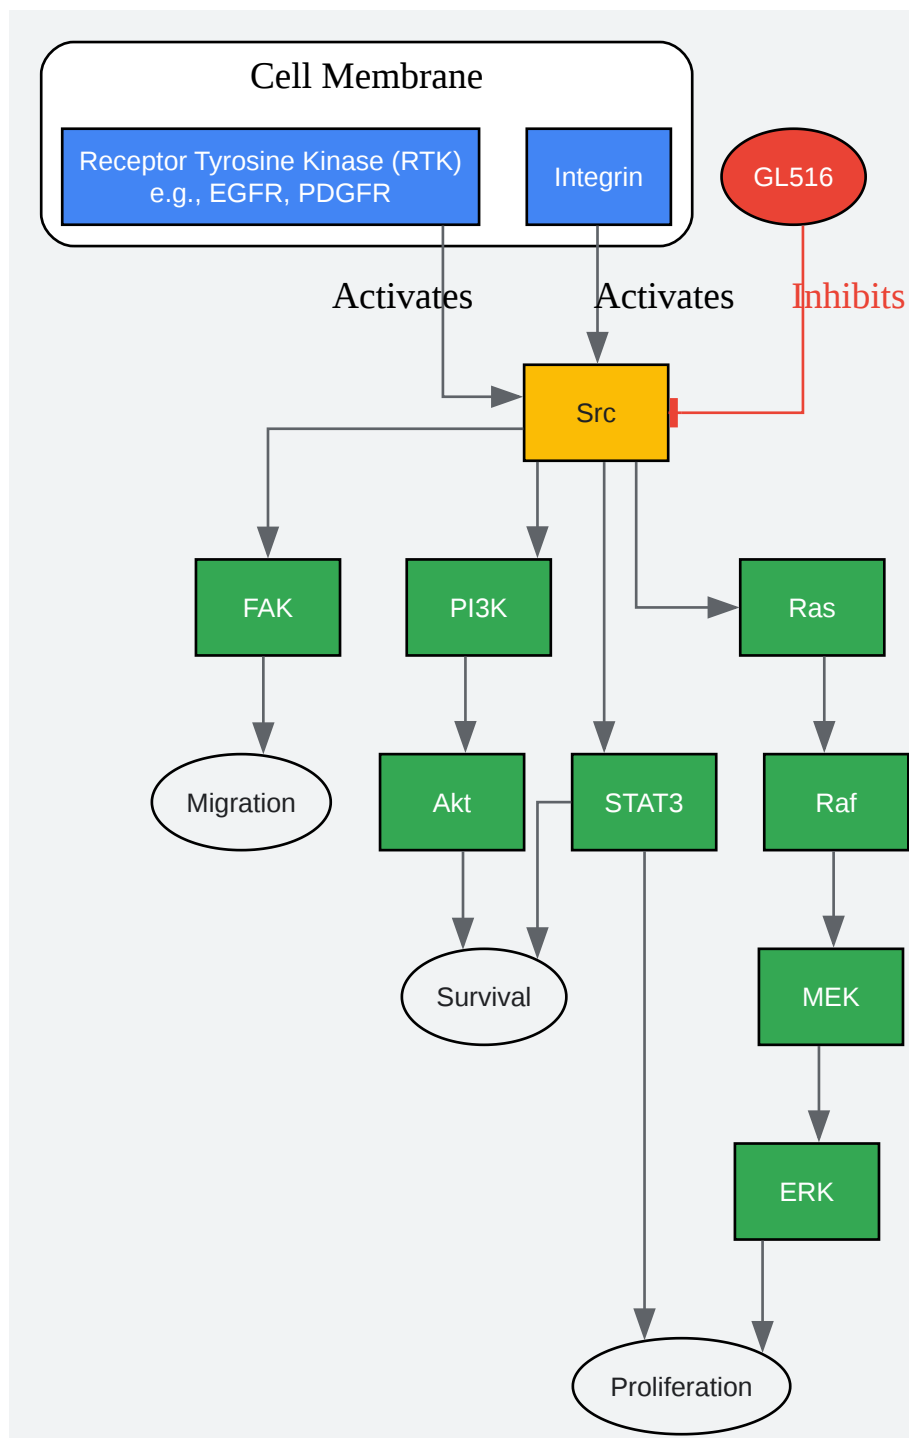 Cell Membrane
Receptor Tyrosine Kinase (RTK)
e.g., EGFR, PDGFR
Integrin
GL516
Activates
Activates
Inhibits
Src
FAK
PI3K
Ras
Migration
Akt
STAT3
Raf
Survival
MEK
ERK
Proliferation